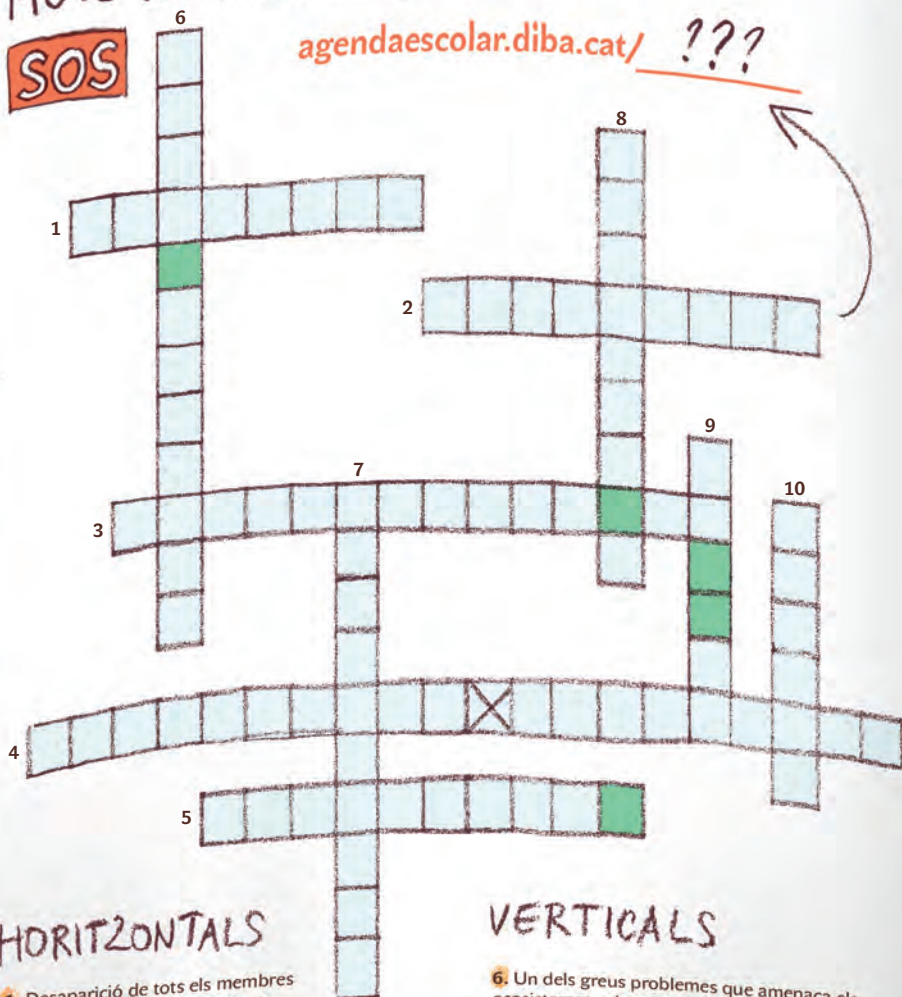 SOS
agendaescolar.diba.cat/ ???
6
8
1
2
9
7
10
3
4
5
HORITZONTALS
Desaparició de tots els membres
VERTICALS
6. Un dels greus problemes que amenaça els